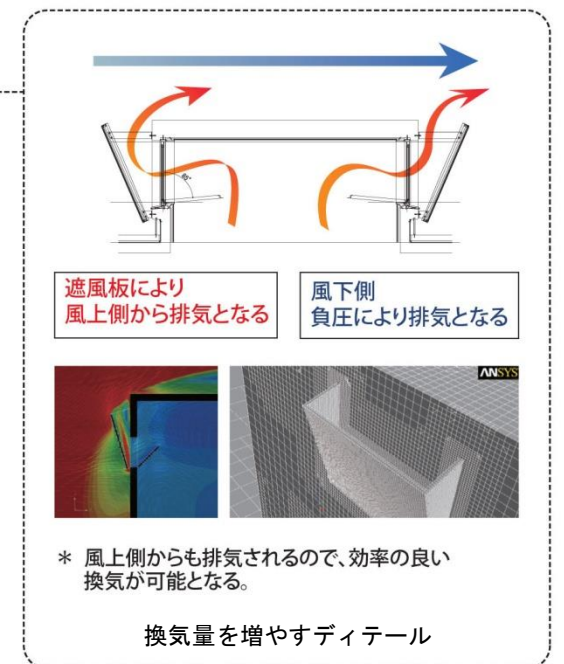 遮風板により
風上側から排気となる
風下側
負圧により排気となる
ANSYS
＊ 風上側からも排気されるので、効率の良い
換気が可能となる。
換気量を増やすディテール